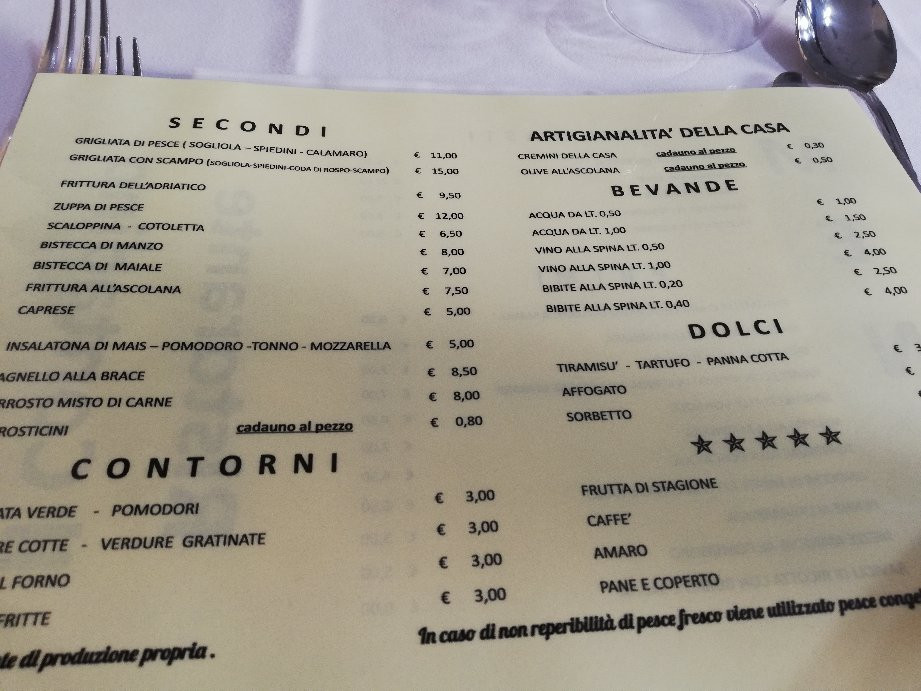 SECONDI
GRIGLIATA DI PESCE ( SOGLIOLA – SPIEDINI - CALAMARO) € 11,00
GRIGLIATA CON SCAMPO (SOGLIOLA-SPIEDINI-CODA DI ROSPO-SCAMPO) € 15,00
FRITTURA DELL'ADRIATICO € 9,50
ZUPPA DI PESCE € 12,00
SCALOPPINA - COTOLETTA € 6,50
BISTECCA DI MANZO € 8,00
BISTECCA DI MAIALE € 7,00
FRITTURA ALL'ASCOLANA € 7,50
CAPRESE € 5,00
INSALATONA DI MAIS – POMODORO -TONNO - MOZZARELLA € 5,00
AGNELLO ALLA BRACE € 8,50
RROSTO MISTO DI CARNE € 8,00
ROSTICINI cadauno al pezzo € 0,80
CONTORNI
ATA VERDE - POMODORI € 3,00
RE COTTE - VERDURE GRATINATE € 3,00
L FORNO € 3,00
FRITTE € 3,00
te di produzione propria .
ARTIGIANALITA' DELLA CASA
CREMINI DELLA CASA cadauno al pezzo € 0,30
OLIVE ALL'ASCOLANA cadauno al pezzo € 0,50
BEVANDE
ACQUA DA LT. 0,50 € 1,00
ACQUA DA LT. 1,00 € 1,50
VINO ALLA SPINA LT. 0,50 € 2,50
VINO ALLA SPINA LT. 1,00 € 4,00
BIBITE ALLA SPINA LT. 0,20 € 2,50
BIBITE ALLA SPINA LT. 0,40 € 4,00
DOLCI
TIRAMISU' - TARTUFO - PANNA COTTA € 3
AFFOGATO €
SORBETTO €
FRUTTA DI STAGIONE
CAFFE'
AMARO
PANE E COPERTO
In caso di non reperibilità di pesce fresco viene utilizzato pesce congel